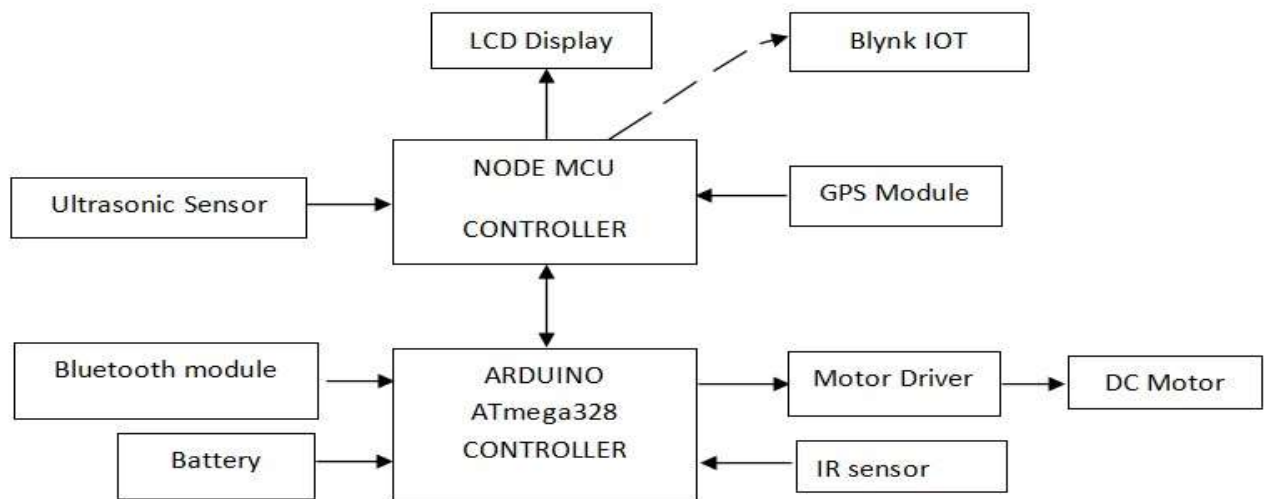 LCD Display
Blynk IOT
NODE MCU
CONTROLLER
Ultrasonic Sensor
GPS Module
Bluetooth module
ARDUINO
ATmega328
CONTROLLER
Motor Driver
DC Motor
Battery
IR sensor